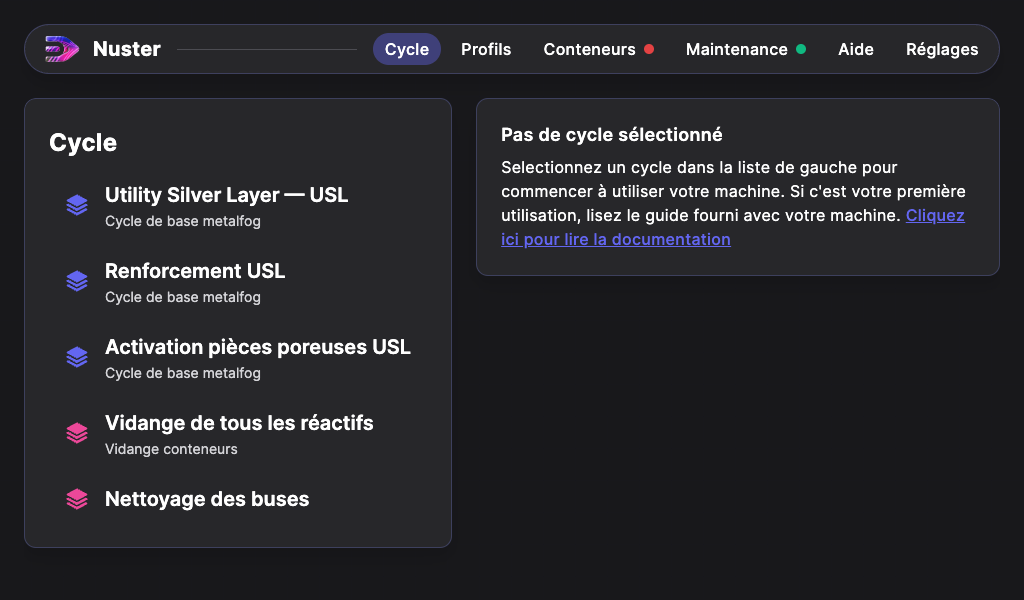 Nuster
Cycle
Profils
Conteneurs
Maintenance
Aide
Réglages
Cycle
Utility Silver Layer — USL
Cycle de base metalfog
Renforcement USL
Cycle de base metalfog
Activation pièces poreuses USL
Cycle de base metalfog
Vidange de tous les réactifs
Vidange conteneurs
Nettoyage des buses
Pas de cycle sélectionné
Selectionnez un cycle dans la liste de gauche pour
commencer à utiliser votre machine. Si c'est votre première
utilisation, lisez le guide fourni avec votre machine. Cliquez
ici pour lire la documentation